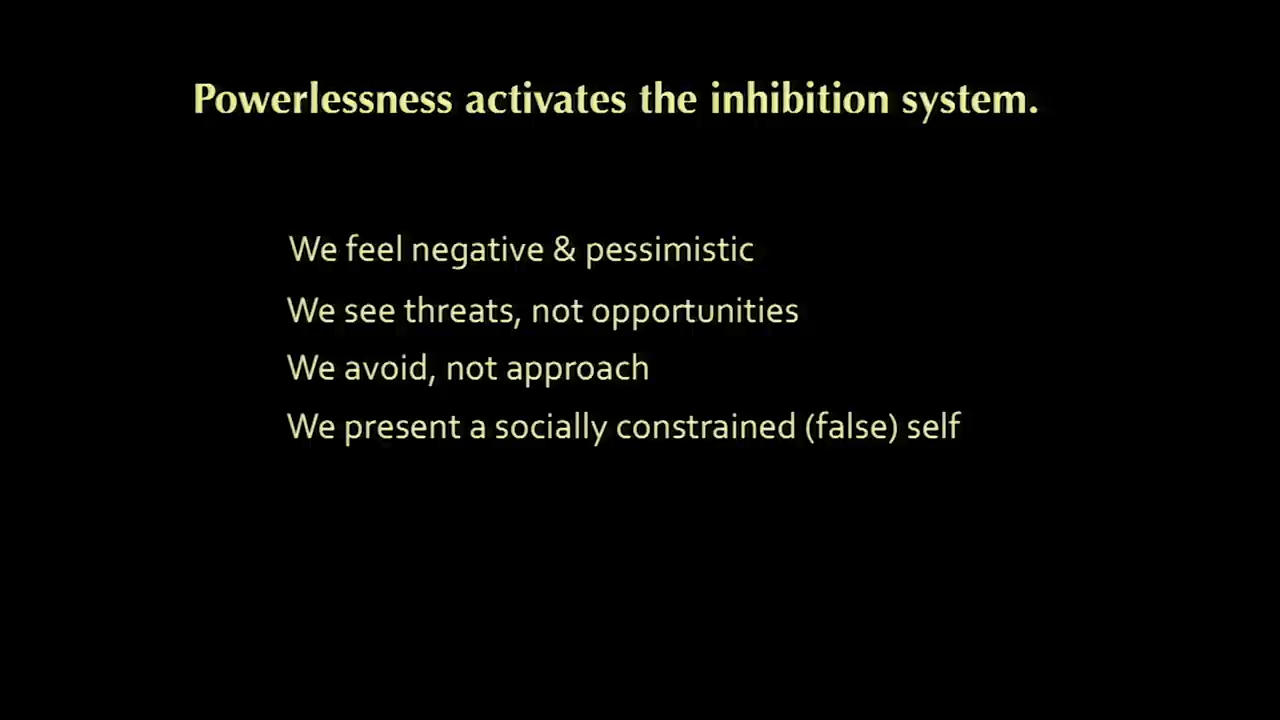 Powerlessness activates the inhibition system.
We feel negative & pessimistic
We see threats, not opportunities
We avoid, not approach
We present a socially constrained (false) self